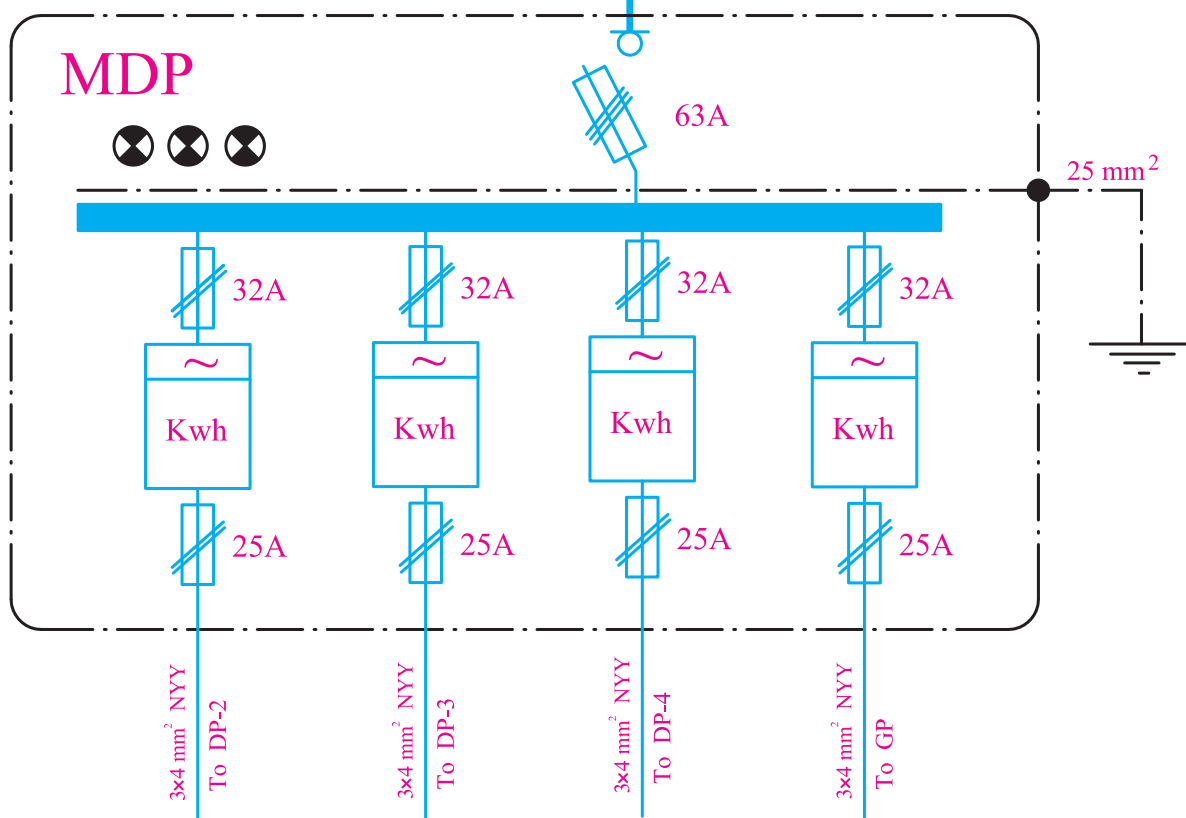 MDP
63A
25 mm²
32A
32A
32A
32A
~
~
~
~
Kwh
Kwh
Kwh
Kwh
25A
25A
25A
25A
3×4 mm² NYY
To DP-2
3×4 mm² NYY
To DP-3
3×4 mm² NYY
To DP-4
3×4 mm² NYY
To GP